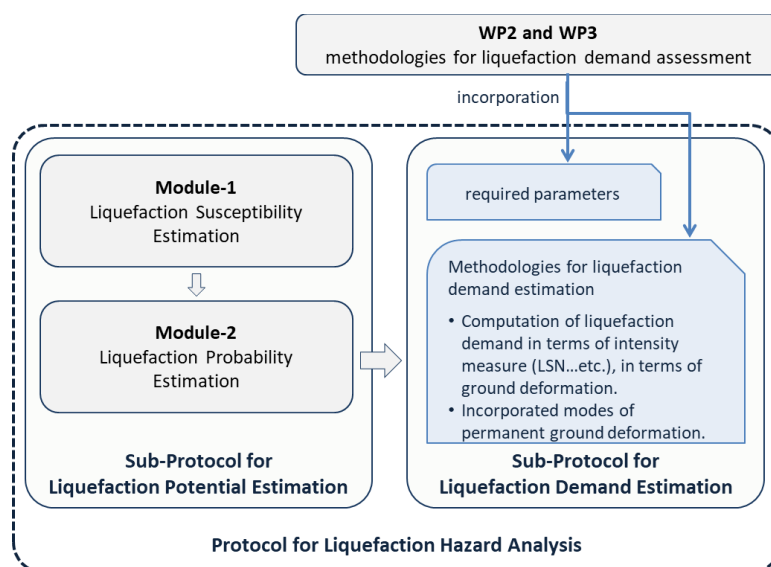 WP2 and WP3
methodologies for liquefaction demand assessment
incorporation
Module-1
Liquefaction Susceptibility
Estimation
Module-2
Liquefaction Probability
Estimation
Sub-Protocol for
Liquefaction Potential Estimation
required parameters
Methodologies for liquefaction
demand estimation
• Computation of liquefaction
demand in terms of intensity
measure (LSN...etc.), in terms of
ground deformation.
• Incorporated modes of
permanent ground deformation.
Sub-Protocol for
Liquefaction Demand Estimation
Protocol for Liquefaction Hazard Analysis